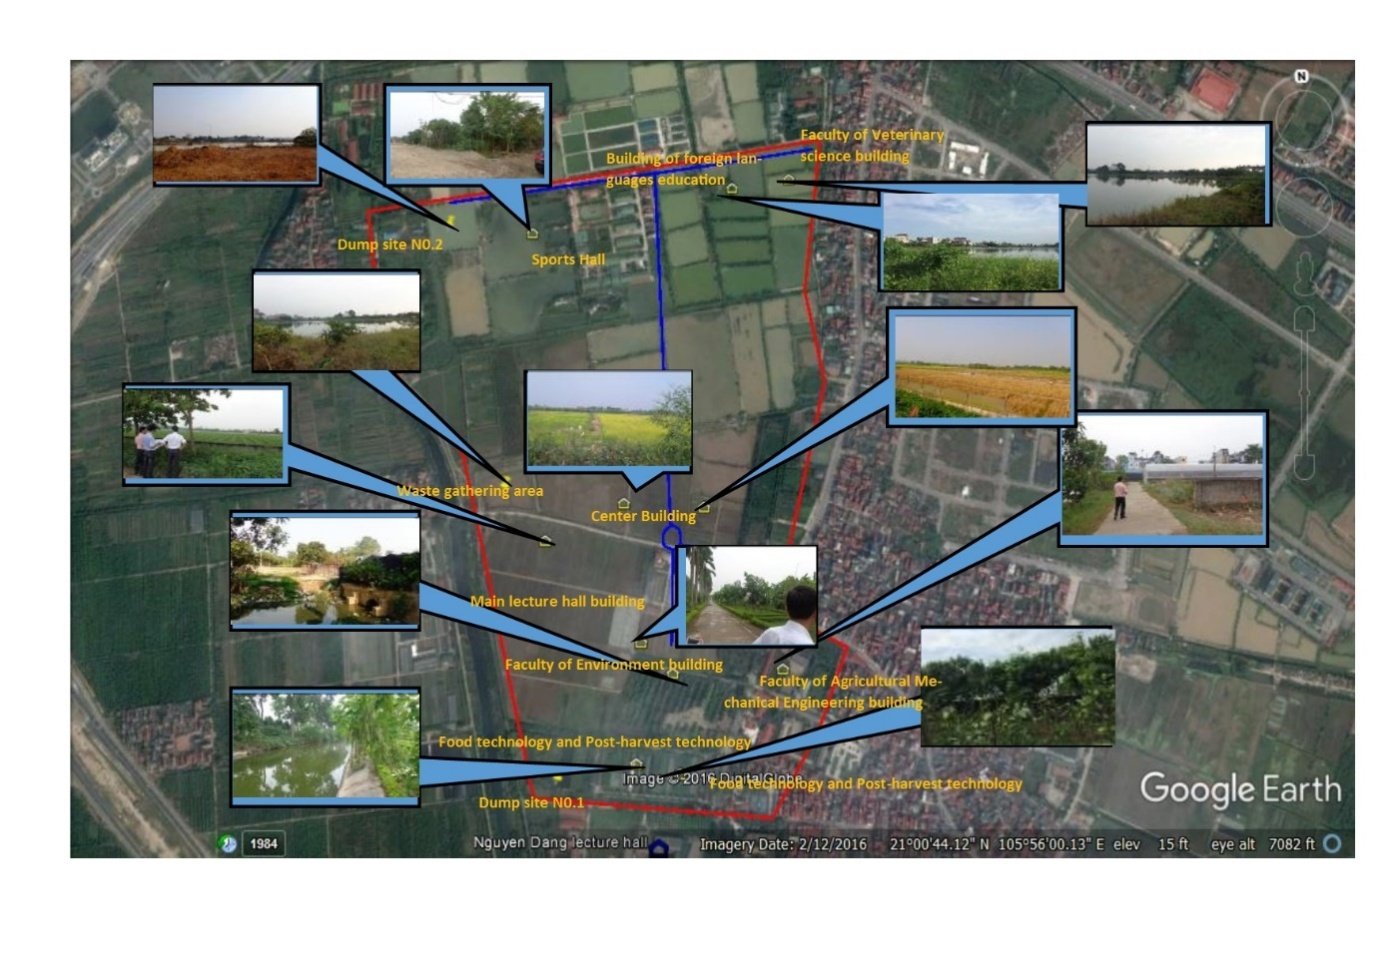 N
Faculty of Veterinary
science building
Building of foreign lan-
guages education
Dump site N0.2
Sports Hall
Waste gathering area
Center Building
Main lecture hall building
Faculty of Environment building
Faculty of Agricultural Me-
chanical Engineering building
Food technology and Post-harvest technology
Image © 2016 DigitalGlobe
Food technology and Post-harvest technology
Dump site N0.1
Google Earth
1984
Nguyen Dang lecture hall
Imagery Date: 2/12/2016 21°00'44.12" N 105°56'00.13" E elev 15 ft eye alt 7082 ft